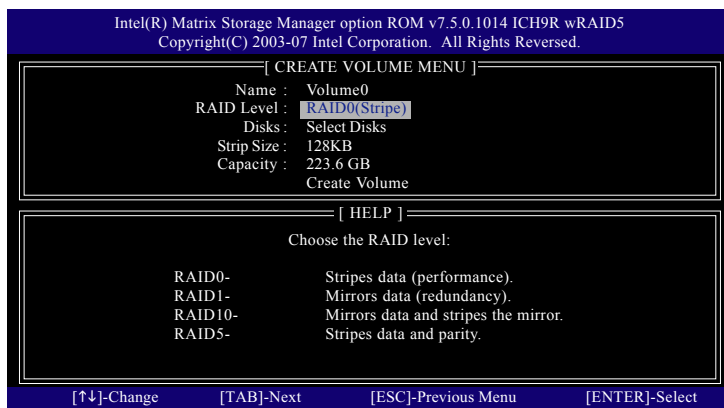 Intel(R) Matrix Storage Manager option ROM v7.5.0.1014 ICH9R wRAID5
Copyright(C) 2003-07 Intel Corporation. All Rights Reversed.
[ CREATE VOLUME MENU ]
Name : Volume0
RAID Level : RAID0(Stripe)
Disks : Select Disks
Strip Size : 128KB
Capacity : 223.6 GB
Create Volume
[ HELP ]
Choose the RAID level:
RAID0- Stripes data (performance).
RAID1- Mirrors data (redundancy).
RAID10- Mirrors data and stripes the mirror.
RAID5- Stripes data and parity.
[↑↓]-Change [TAB]-Next [ESC]-Previous Menu [ENTER]-Select